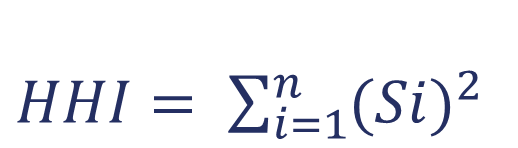 HHI = ∑ⁿᵢ₌₁(Si)²